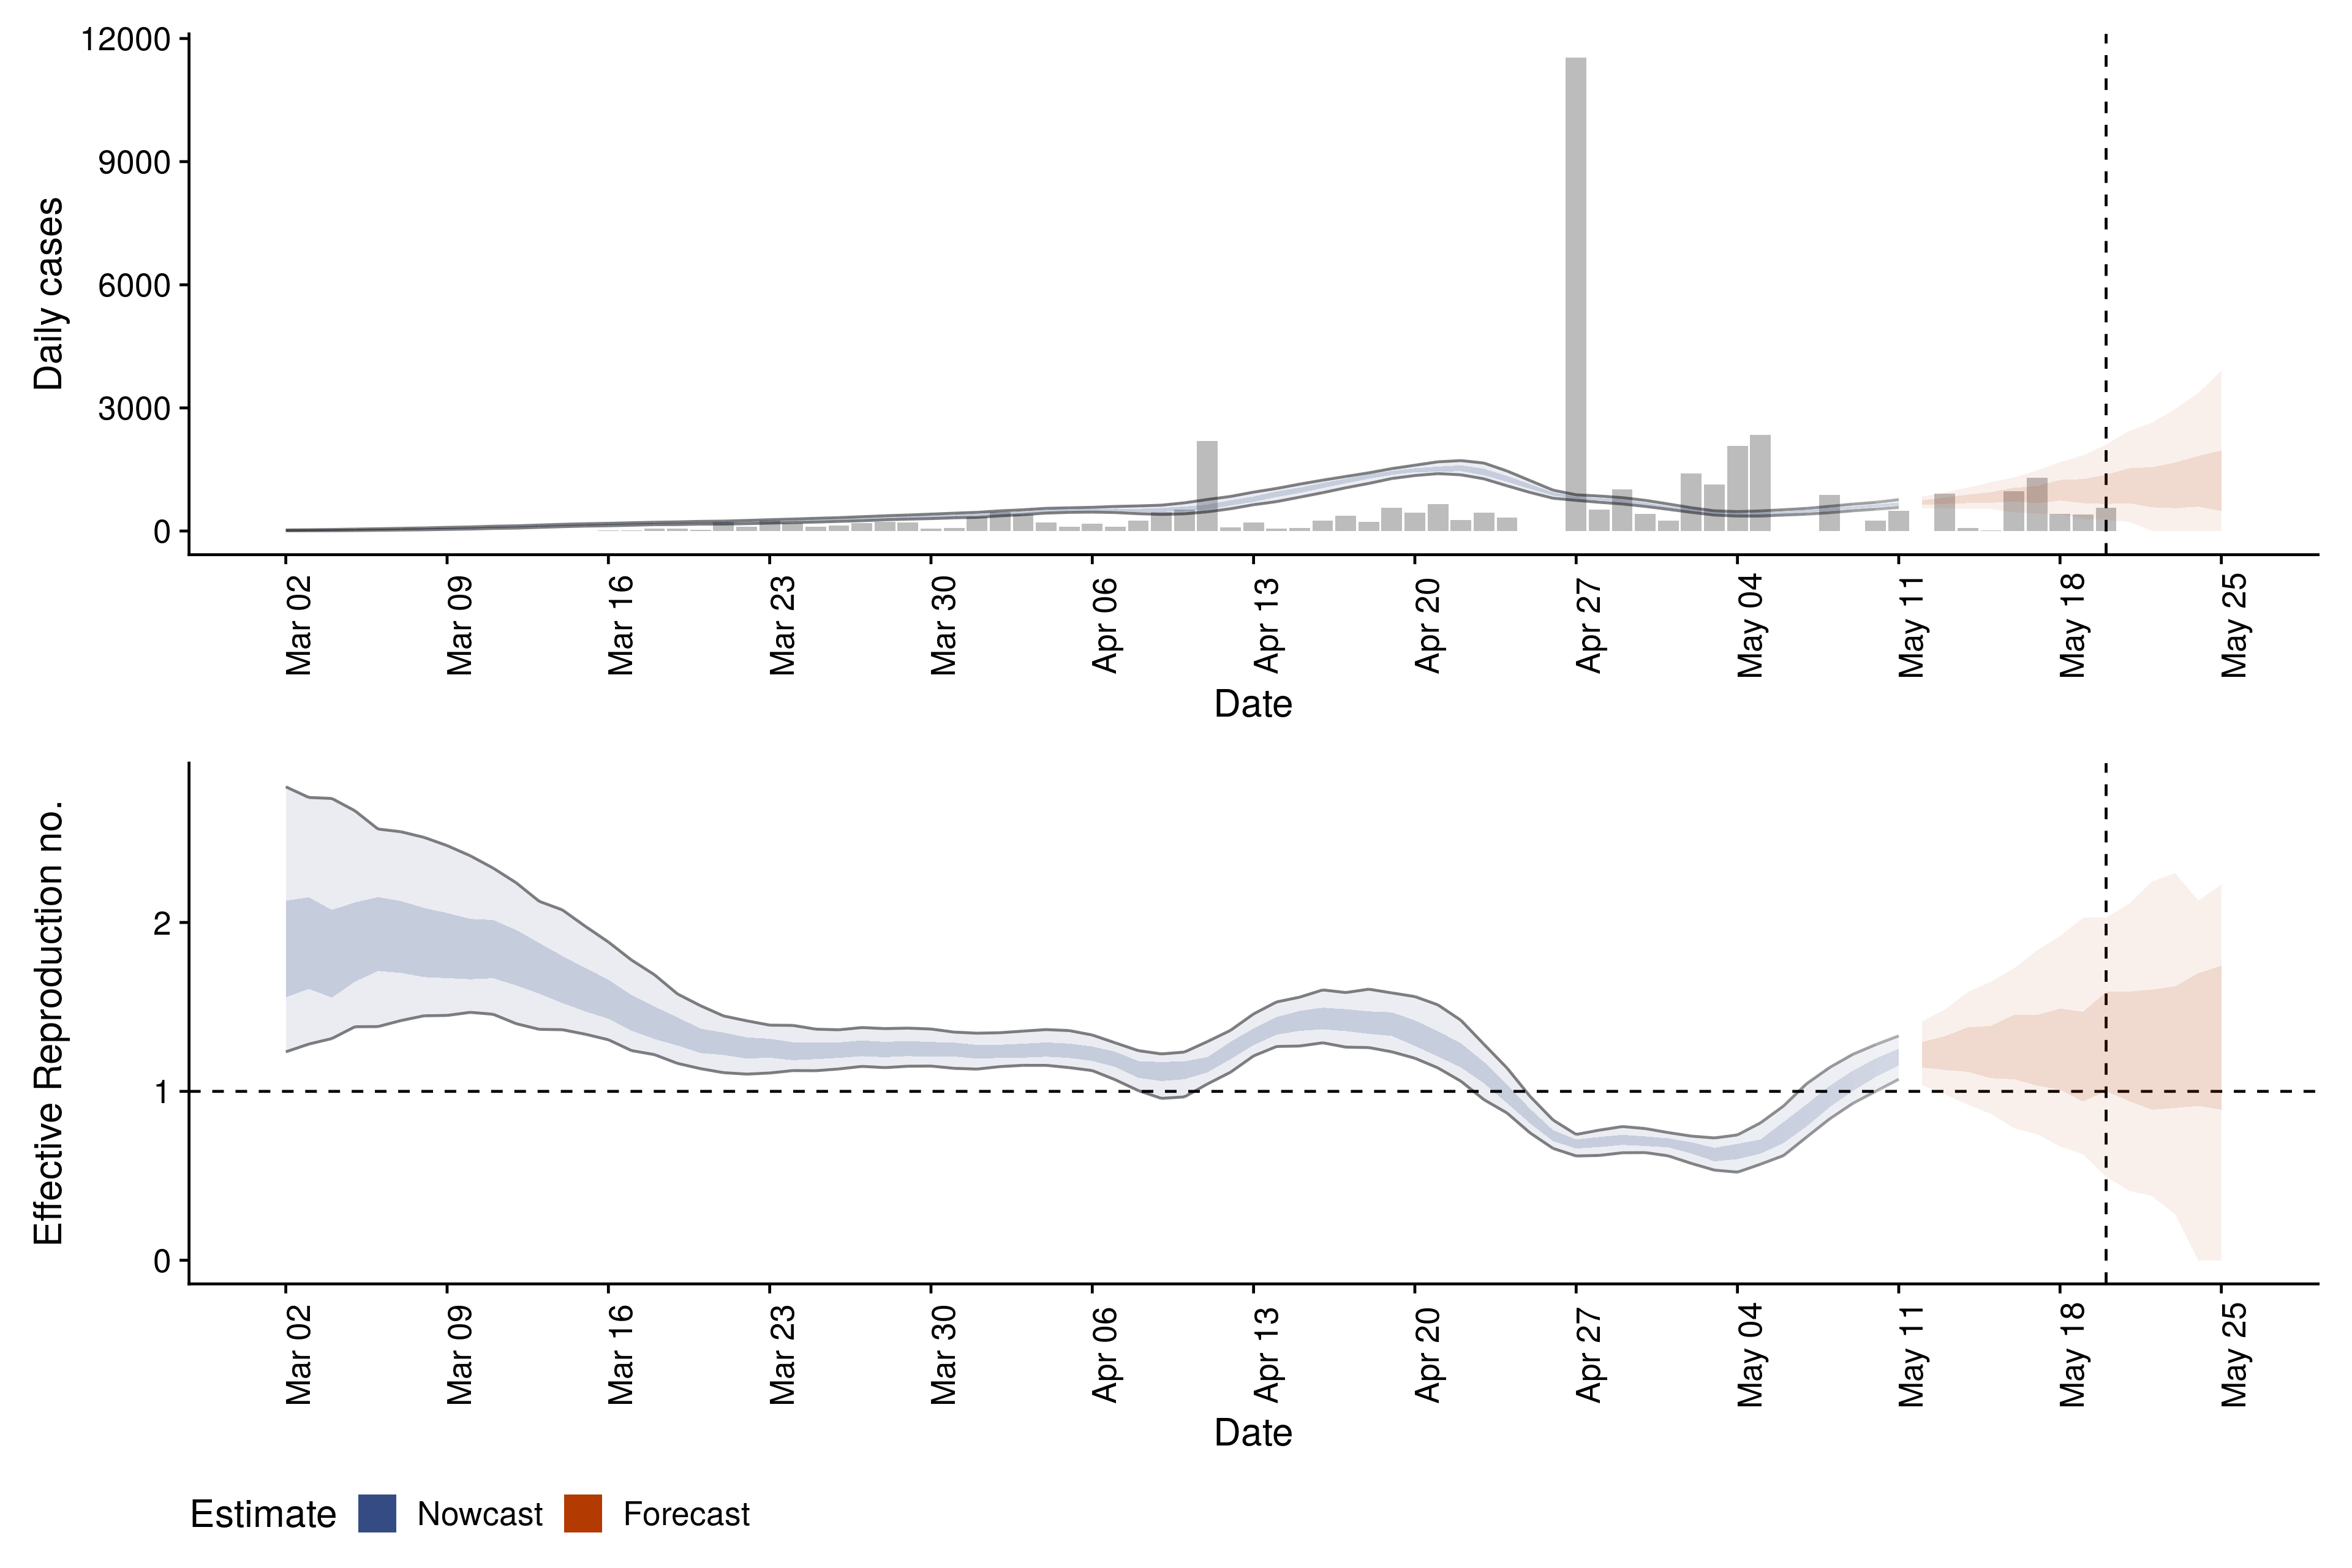 12000
9000
6000
3000
0
Daily cases
Mar 02
Mar 09
Mar 16
Mar 23
Mar 30
Apr 06
Apr 13
Apr 20
Apr 27
May 04
May 11
May 18
May 25
Date
2
1
0
Effective Reproduction no.
Mar 02
Mar 09
Mar 16
Mar 23
Mar 30
Apr 06
Apr 13
Apr 20
Apr 27
May 04
May 11
May 18
May 25
Date
Estimate Nowcast Forecast